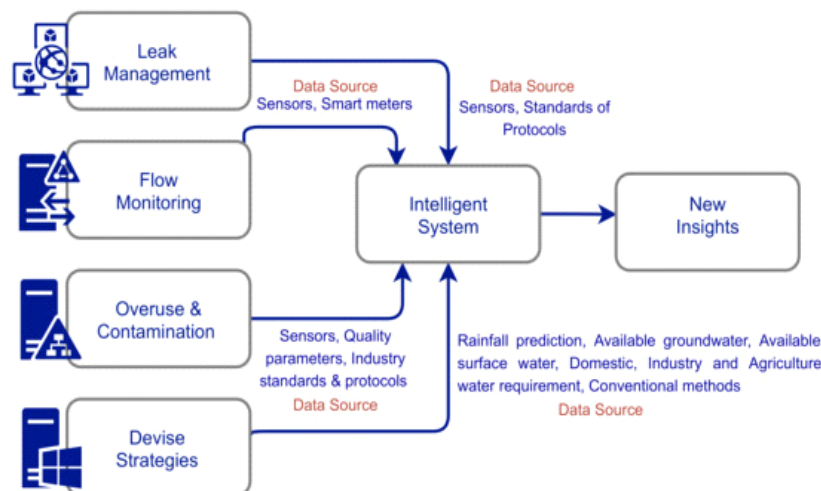 Leak
Management
Data Source
Sensors, Smart meters
Data Source
Sensors, Standards of
Protocols
Flow
Monitoring
Intelligent
System
New
Insights
Overuse &
Contamination
Sensors, Quality
parameters, Industry
standards & protocols
Data Source
Rainfall prediction, Available groundwater, Available
surface water, Domestic, Industry and Agriculture
water requirement, Conventional methods
Data Source
Devise
Strategies